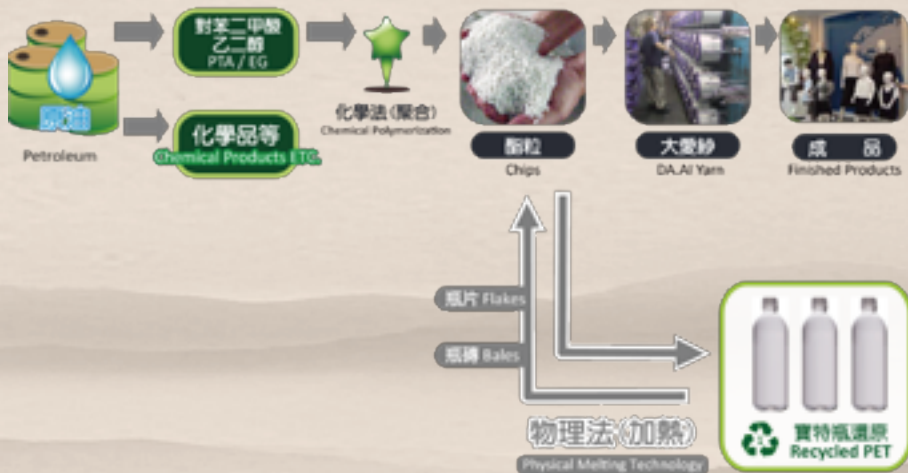 原油
Petroleum
對苯二甲酸
乙二醇
PTA / EG
化學品等
Chemical Products ETC.
化學法(聚合)
Chemical Polymerization
酯粒
Chips
大愛紗
DA.AI Yarn
成 品
Finished Products
瓶片 Flakes
瓶磚 Bales
物理法(加熱)
Physical Melting Technology
1
寶特瓶還原
Recycled PET